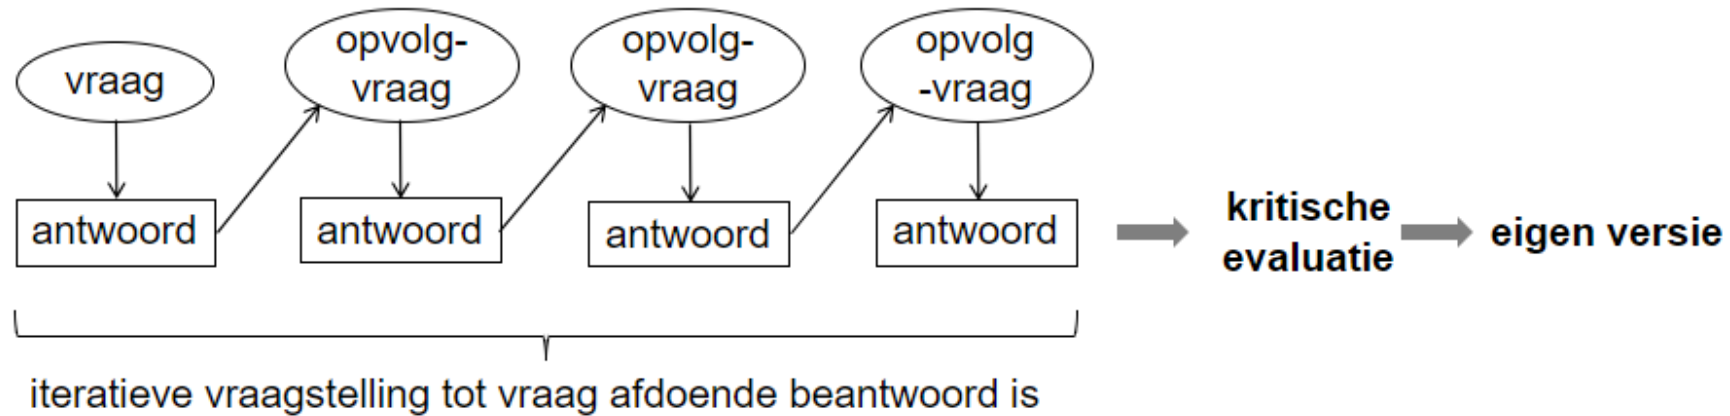 vraag
opvolg-
vraag
opvolg-
vraag
opvolg
-vraag
antwoord
antwoord
antwoord
antwoord
kritische
evaluatie
eigen versie
iteratieve vraagstelling tot vraag afdoende beantwoord is